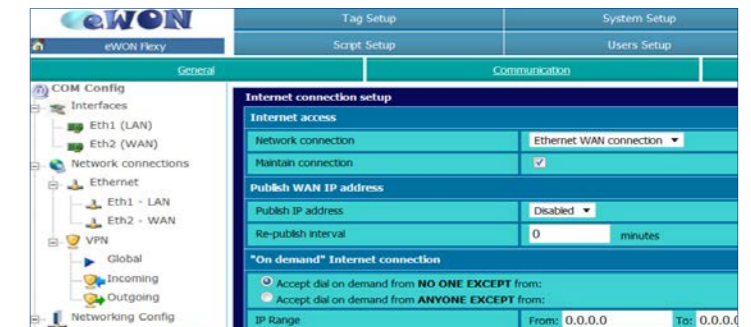 eWON
Tag Setup
System Setup
eWON Flexy
Script Setup
Users Setup
General
Communication
COM Config
Interfaces
Eth1 (LAN)
Eth2 (WAN)
Network connections
Ethernet
Eth1 - LAN
Eth2 - WAN
VPN
Global
Incoming
Outgoing
Networking Config
Internet connection setup
Internet access
Network connection
Ethernet WAN connection
Maintain connection
Publish WAN IP address
Publish IP address
Disabled
Re-publish interval
0 minutes
"On demand" Internet connection
Accept dial on demand from NO ONE EXCEPT from:
Accept dial on demand from ANYONE EXCEPT from:
IP Range
From: 0.0.0.0
To: 0.0.0.